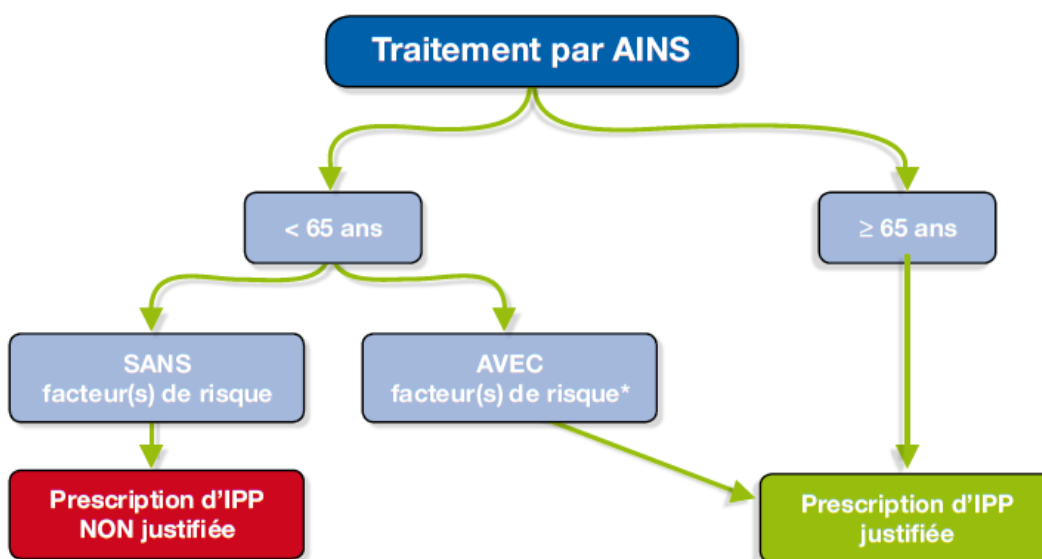 Traitement par AINS
< 65 ans
≥ 65 ans
SANS
facteur(s) de risque
AVEC
facteur(s) de risque*
Prescription d’IPP
NON justifiée
Prescription d’IPP
justifiée